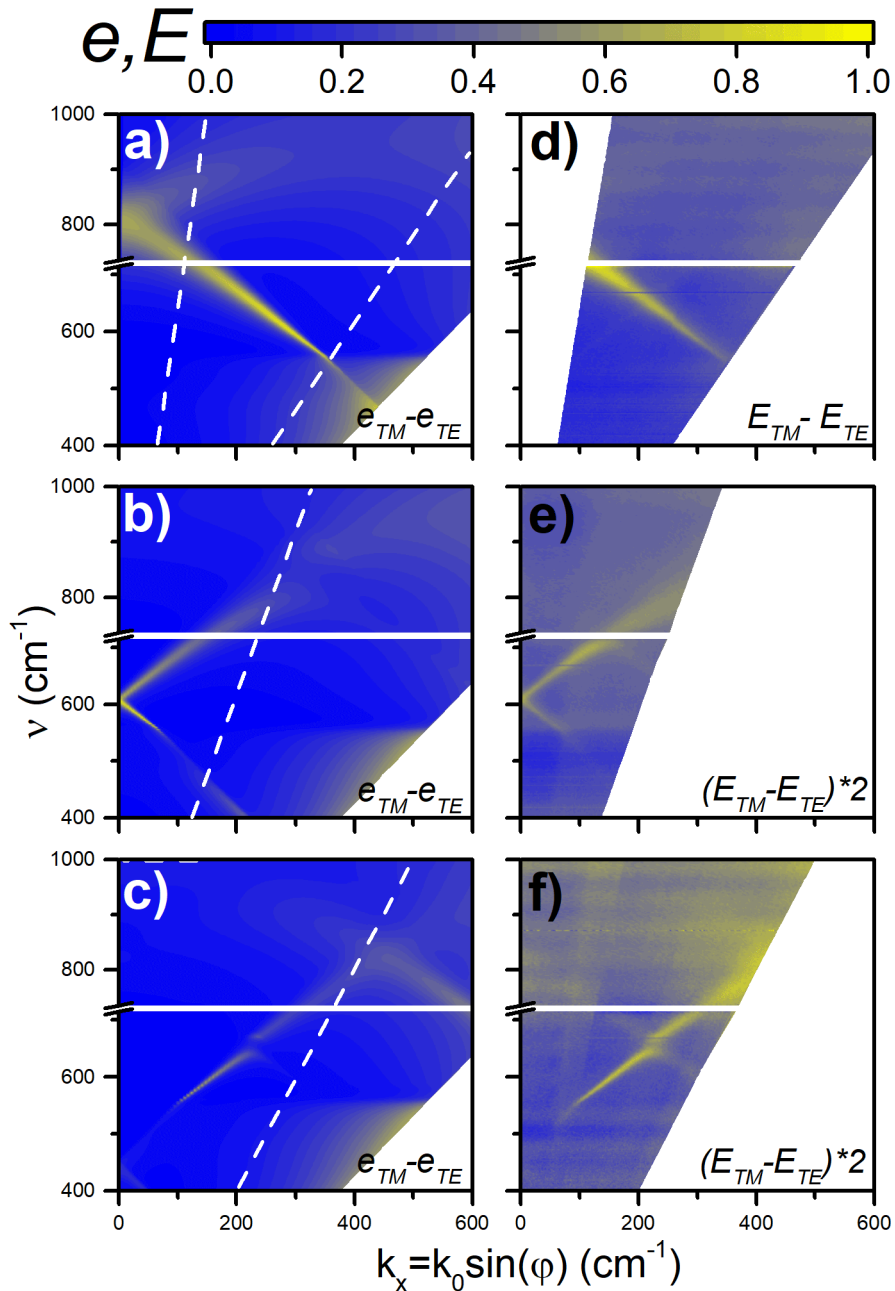 e,E
0.0 0.2 0.4 0.6 0.8 1.0
a)
d)
1000
800
600
400
e_TM-e_TE
E_TM- E_TE
b)
e)
1000
800
600
400
e_TM-e_TE
(E_TM-E_TE)*2
ν (cm⁻¹)
c)
f)
1000
800
600
400
e_TM-e_TE
(E_TM-E_TE)*2
0 200 400 600 0 200 400 600
k_x=k_0sin(φ) (cm⁻¹)